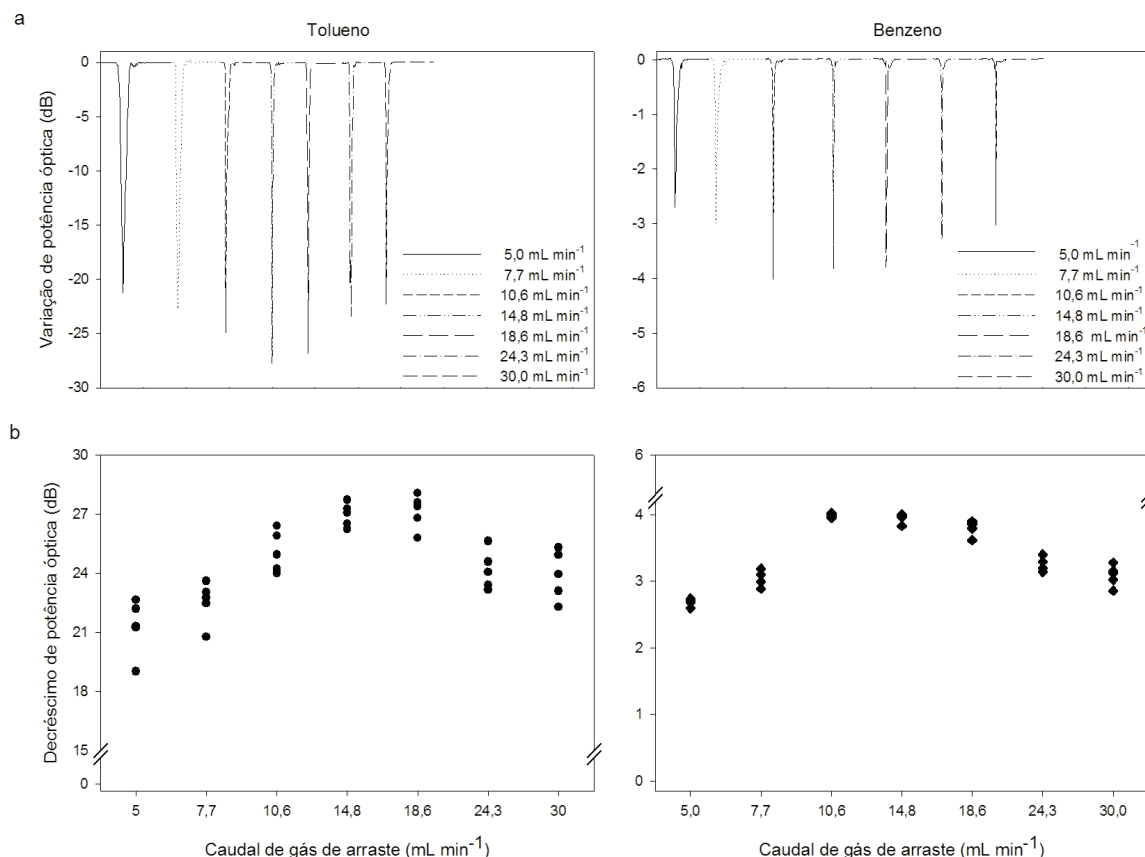 a
Tolueno
Benzeno
Variação de potência óptica (dB)
0
-5
-10
-15
-20
-25
-30
5,0 mL min-1
7,7 mL min-1
10,6 mL min-1
14,8 mL min-1
18,6 mL min-1
24,3 mL min-1
30,0 mL min-1
0
-1
-2
-3
-4
-5
-6
5,0 mL min-1
7,7 mL min-1
10,6 mL min-1
14,8 mL min-1
18,6 mL min-1
24,3 mL min-1
30,0 mL min-1
b
Decréscimo de potência óptica (dB)
30
27
24
21
18
15
0
5 7,7 10,6 14,8 18,6 24,3 30
Caudal de gás de arraste (mL min-1)
6
4
3
2
1
0
5,0 7,7 10,6 14,8 18,6 24,3 30,0
Caudal de gás de arraste (mL min-1)